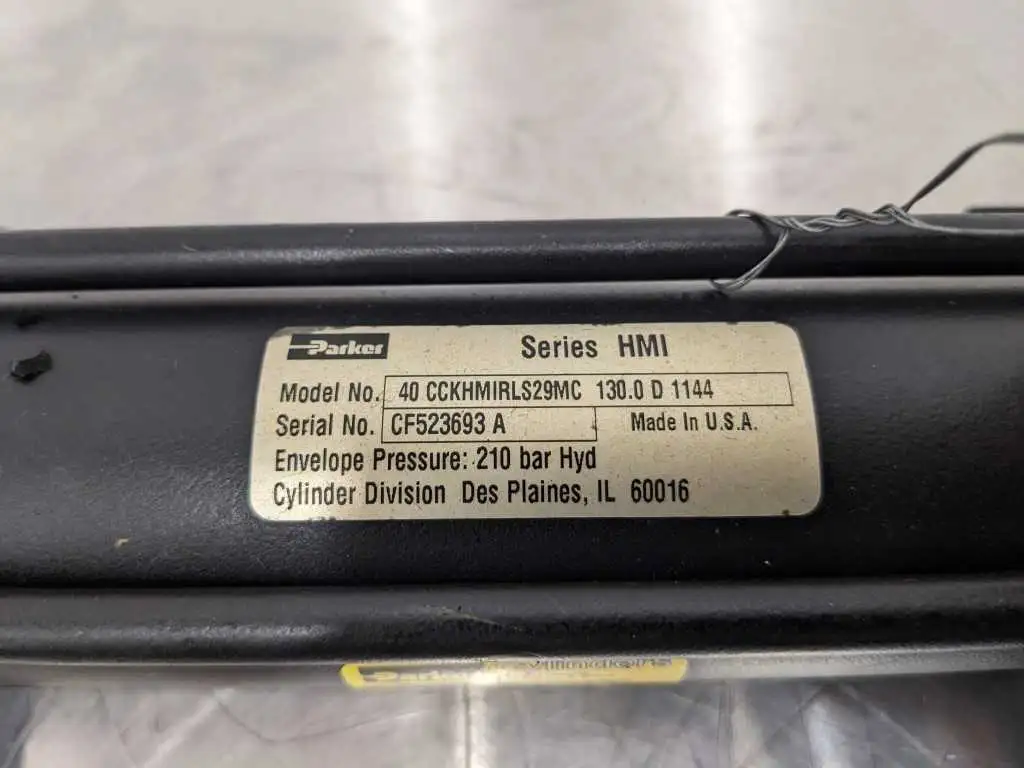 Parker
Series HMI
Model No. 40 CCKHMIRLS29MC 130.0 D 1144
Serial No. CF523693 A
Made In U.S.A.
Envelope Pressure: 210 bar Hyd
Cylinder Division Des Plaines, IL 60016
Parker